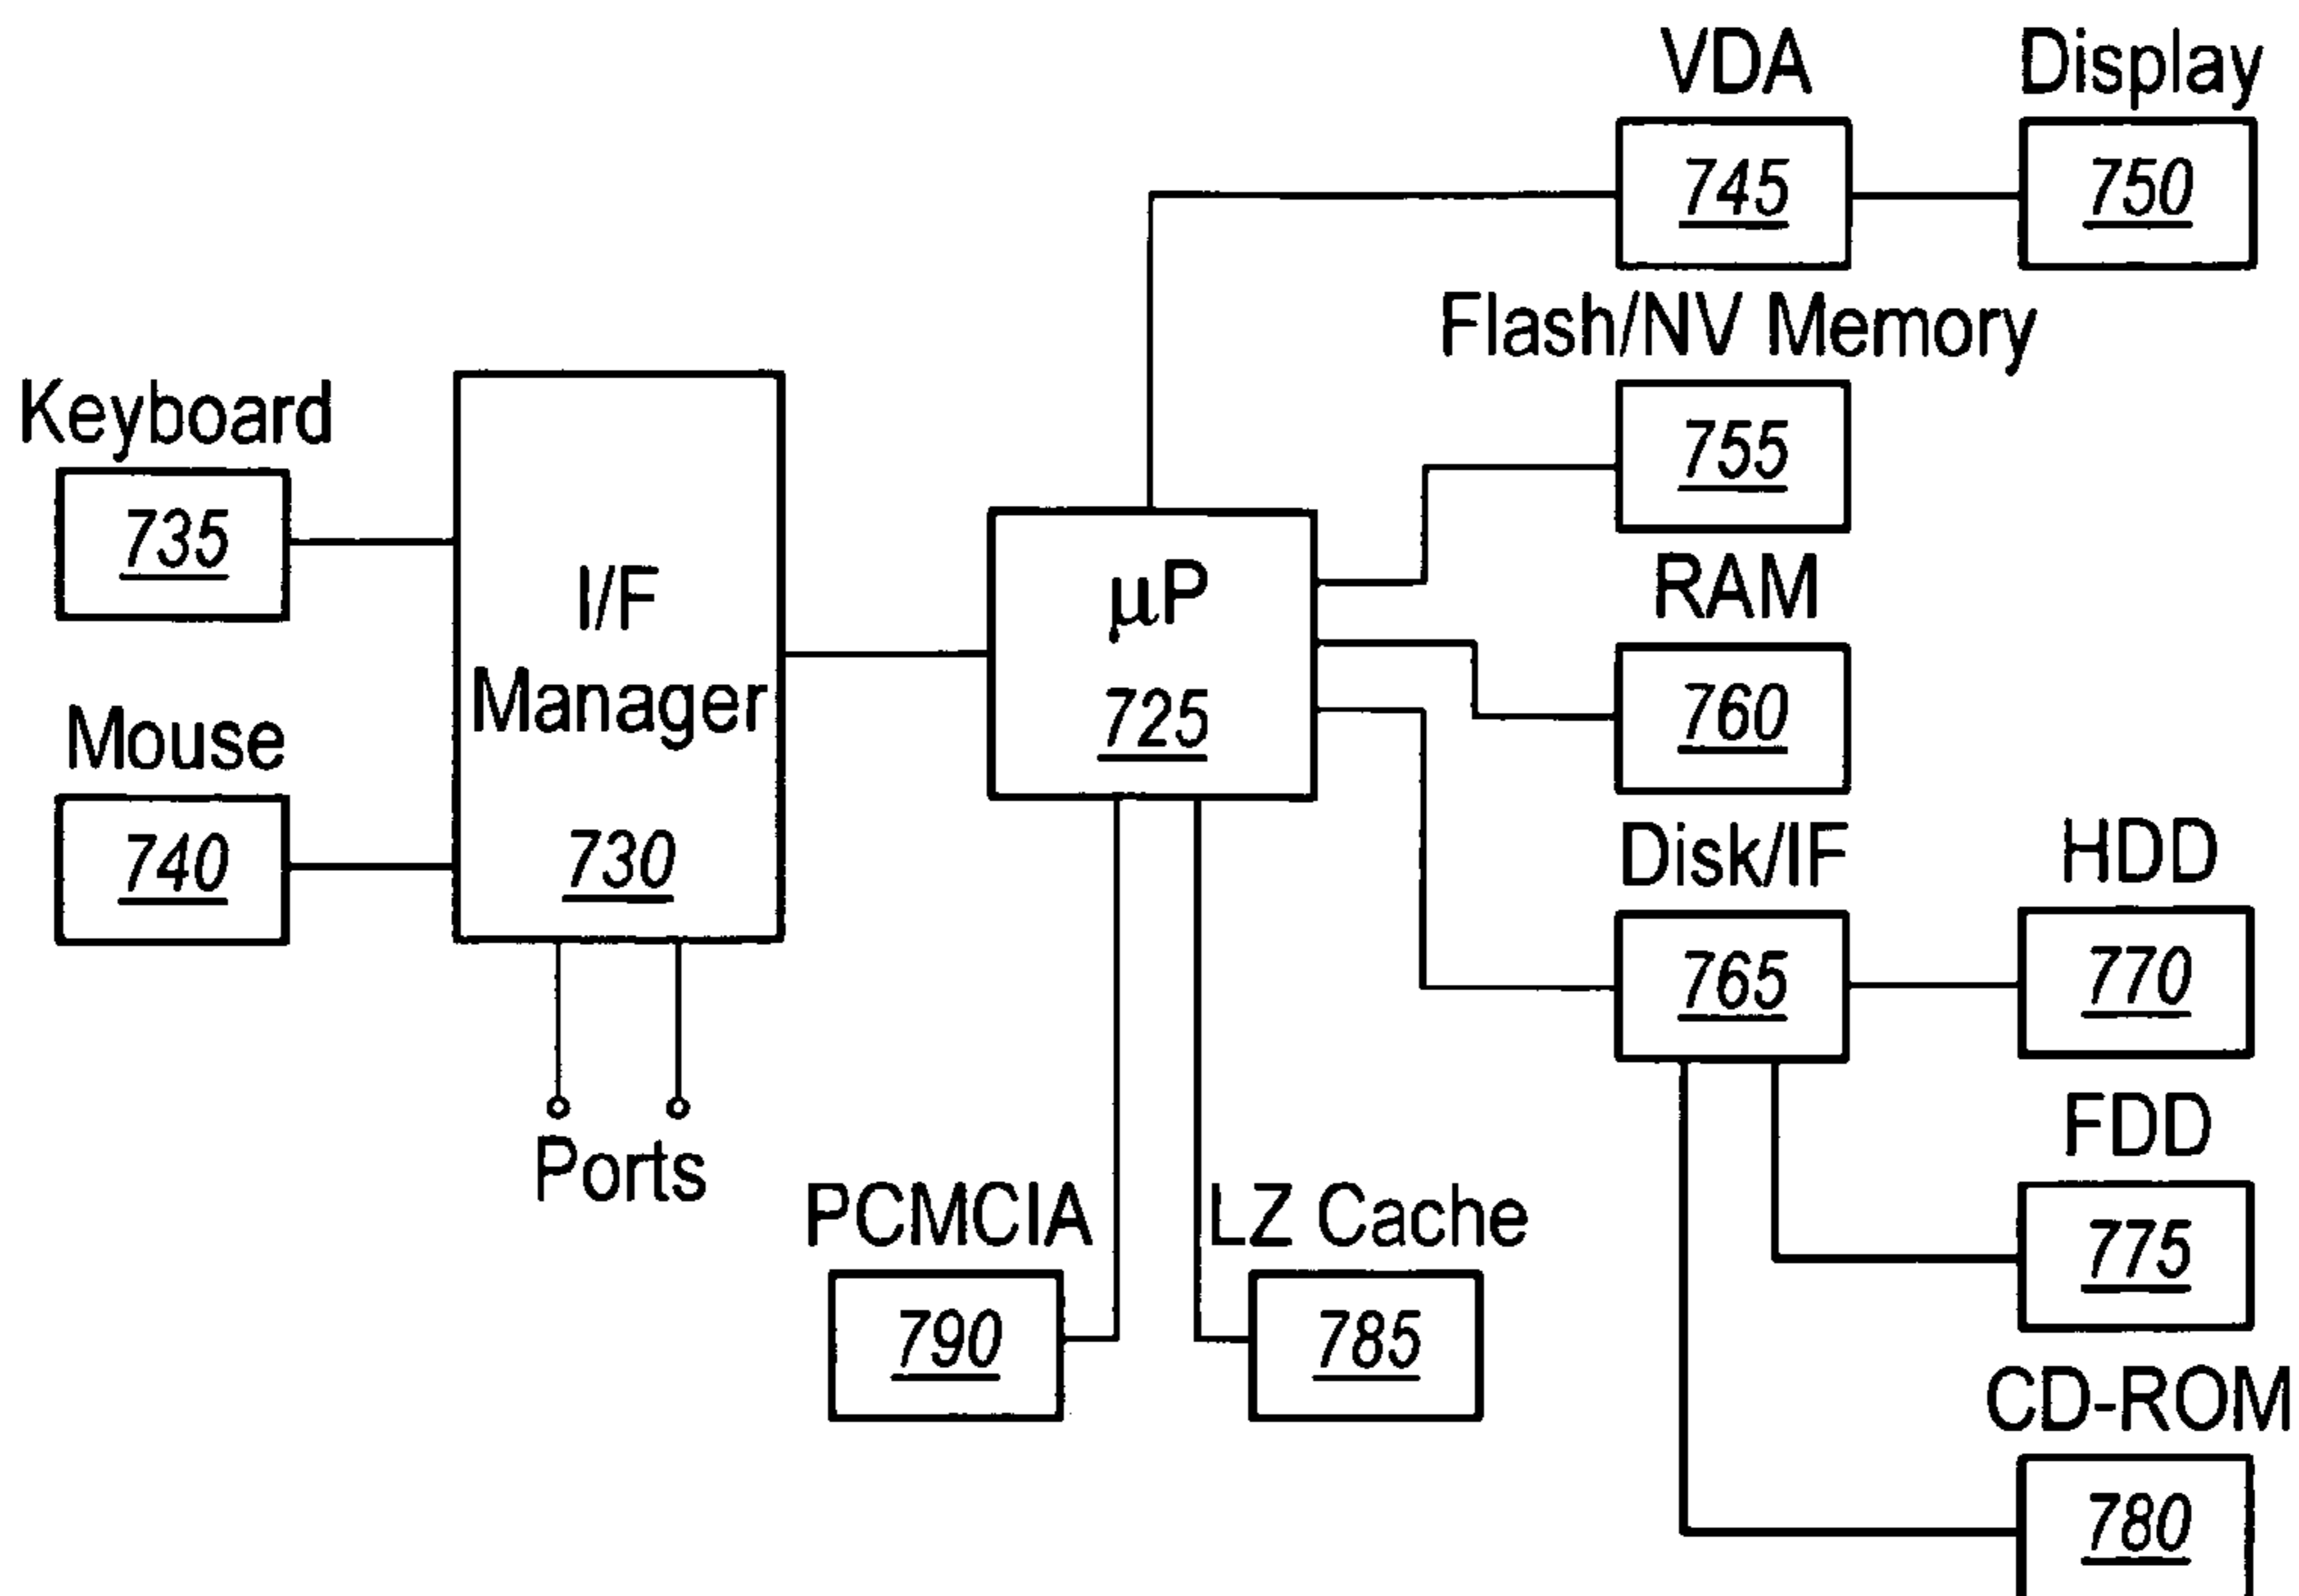 VDA
745
Display
750
Flash/NV Memory
755
Keyboard
735
I/F
Manager
730
µP
725
RAM
760
Mouse
740
Disk/IF
765
HDD
770
Ports
FDD
775
PCMCIA
790
LZ Cache
785
CD-ROM
780